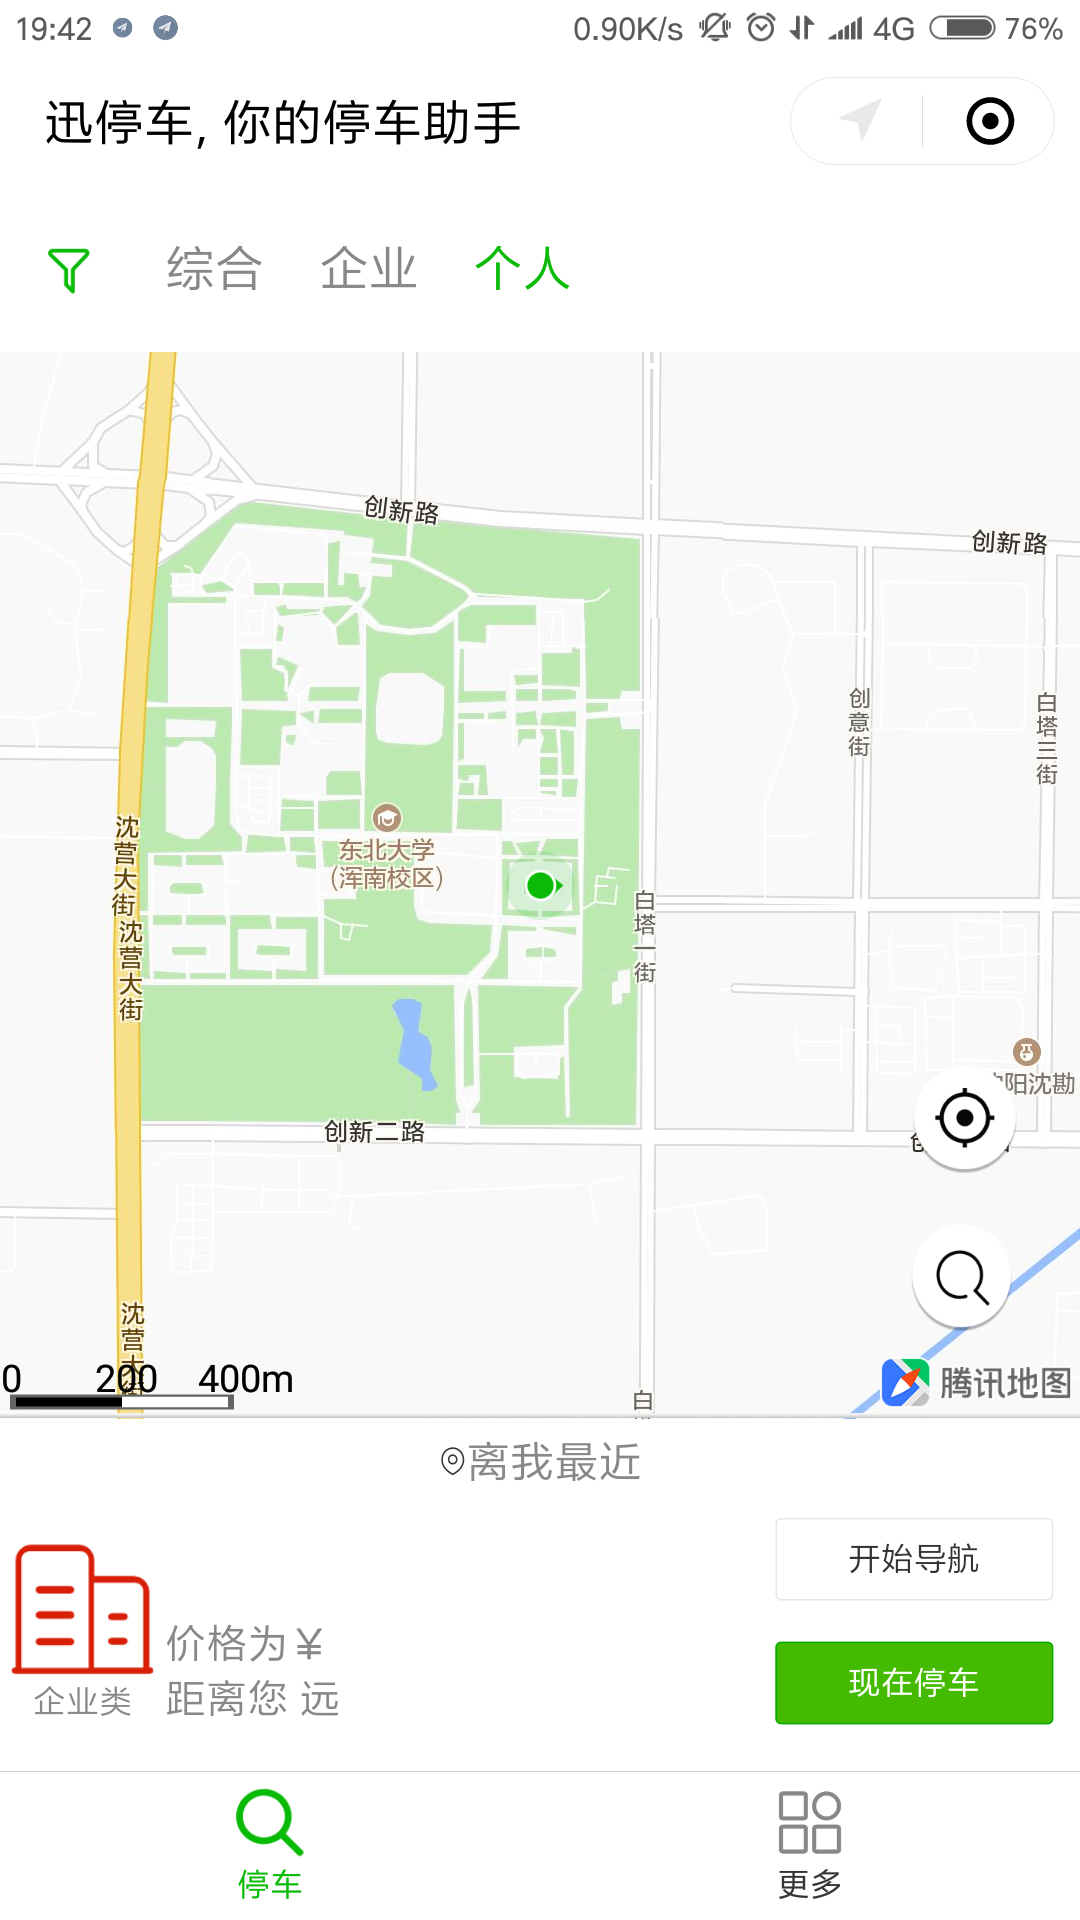 19:42
0.90K/s
4G
76%
迅停车, 你的停车助手
综合
企业
个人
创新路
创新路
创意街
白塔三街
东北大学
(浑南校区)
沈营大街
沈营大街
白塔一街
阳沈勘
创新二路
沈营大街
0 200 400m
白
腾讯地图
离我最近
开始导航
价格为¥
企业类
距离您 远
现在停车
停车
更多